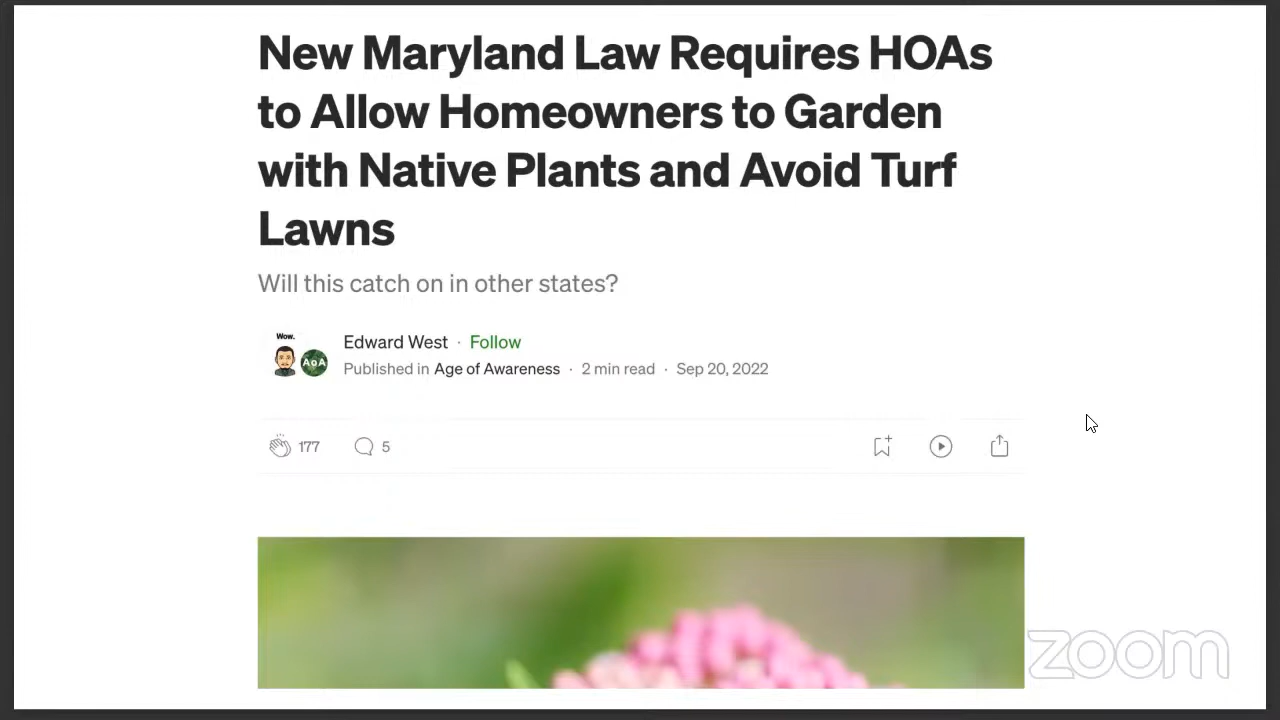 New Maryland Law Requires HOAs
to Allow Homeowners to Garden
with Native Plants and Avoid Turf
Lawns
Will this catch on in other states?
Wow.
AoA
Edward West · Follow
Published in Age of Awareness · 2 min read · Sep 20, 2022
177 5
zoom